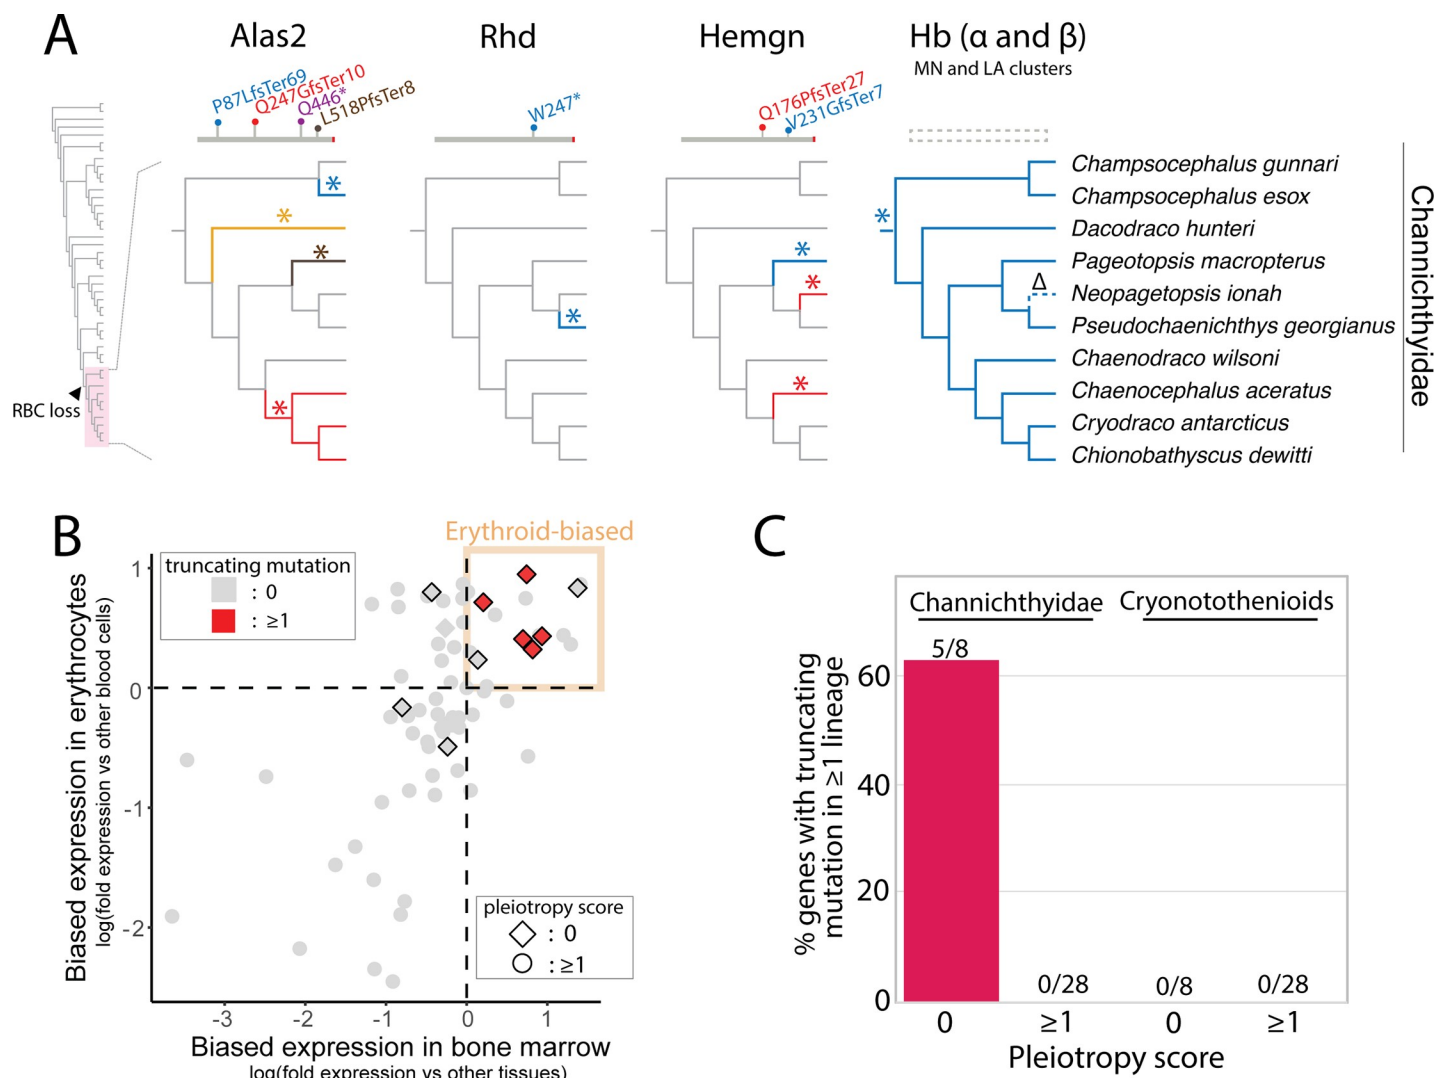 A
Alas2
Rhd
Hemgn
Hb (α and β)
MN and LA clusters
P87LfsTer69
Q247GfsTer10
Q446*
L518PfsTer8
W247*
Q176PfsTer27
V231GfsTer7
*
*
*
*
*
*
*
*
*
Δ
RBC loss
Champsocephalus gunnari
Champsocephalus esox
Dacodraco hunteri
Pageotopsis macropterus
Neopagetopsis ionah
Pseudochaenichthys georgianus
Chaenodraco wilsoni
Chaenocephalus aceratus
Cryodraco antarcticus
Chionobathyscus dewitti
Channichthyidae
B
Erythroid-biased
truncating mutation
: 0
: ≥1
pleiotropy score
: 0
: ≥1
1
0
-1
-2
-3
-2
-1
0
1
Biased expression in erythrocytes
log(fold expression vs other blood cells)
Biased expression in bone marrow
log(fold expression vs other tissues)
C
Channichthyidae
Cryonotothenioids
5/8
0/28
0/8
0/28
60
40
20
0
0
≥1
0
≥1
% genes with truncating
mutation in ≥1 lineage
Pleiotropy score